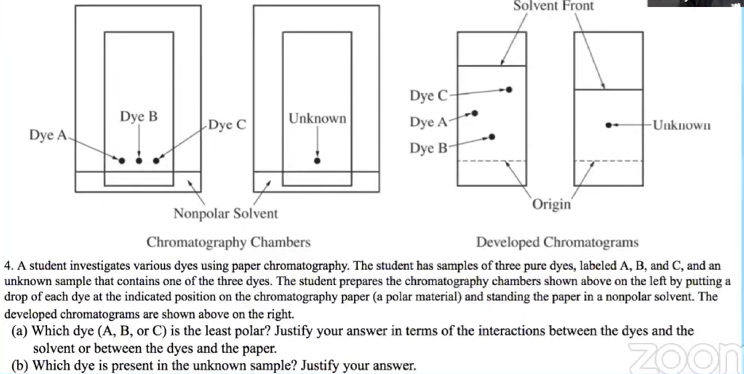 Solvent Front
Dye C
Dye B
Dye C
Unknown
Dye A
Unknown
Dye A
Dye B
Origin
Nonpolar Solvent
Chromatography Chambers
Developed Chromatograms
4. A student investigates various dyes using paper chromatography. The student has samples of three pure dyes, labeled A, B, and C, and an
unknown sample that contains one of the three dyes. The student prepares the chromatography chambers shown above on the left by putting a
drop of each dye at the indicated position on the chromatography paper (a polar material) and standing the paper in a nonpolar solvent. The
developed chromatograms are shown above on the right.
(a) Which dye (A, B, or C) is the least polar? Justify your answer in terms of the interactions between the dyes and the
solvent or between the dyes and the paper.
(b) Which dye is present in the unknown sample? Justify your answer.
zoom